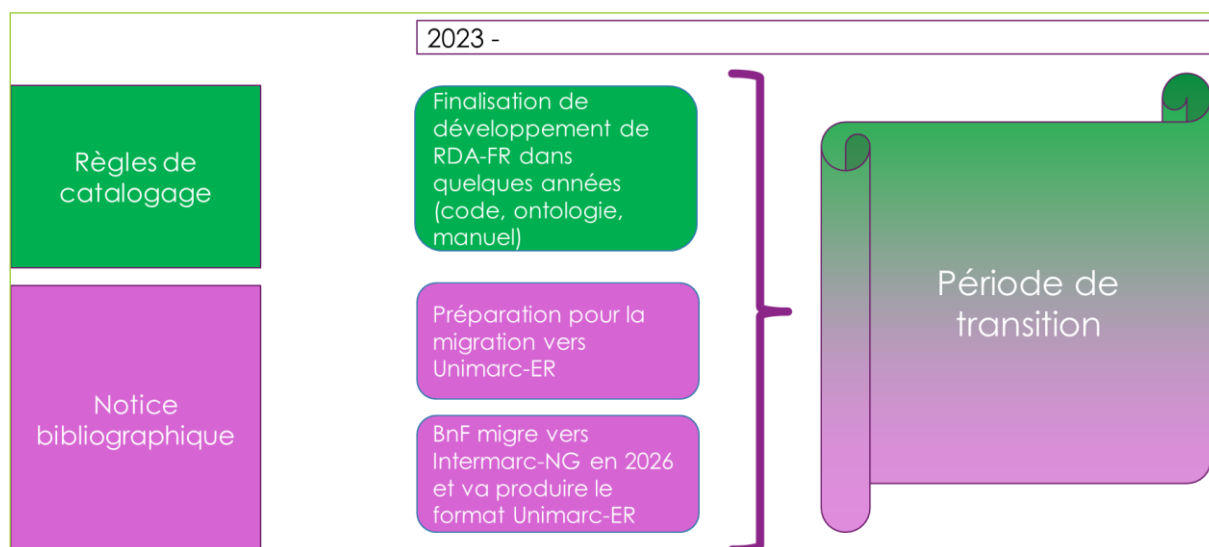 2023 -
Règles de
catalogage
Finalisation de
développement de
RDA-FR dans
quelques années
(code, ontologie,
manuel)
Notice
bibliographique
Préparation pour la
migration vers
Unimarc-ER
BnF migre vers
Intermarc-NG en 2026
et va produire le
format Unimarc-ER
Période de
transition